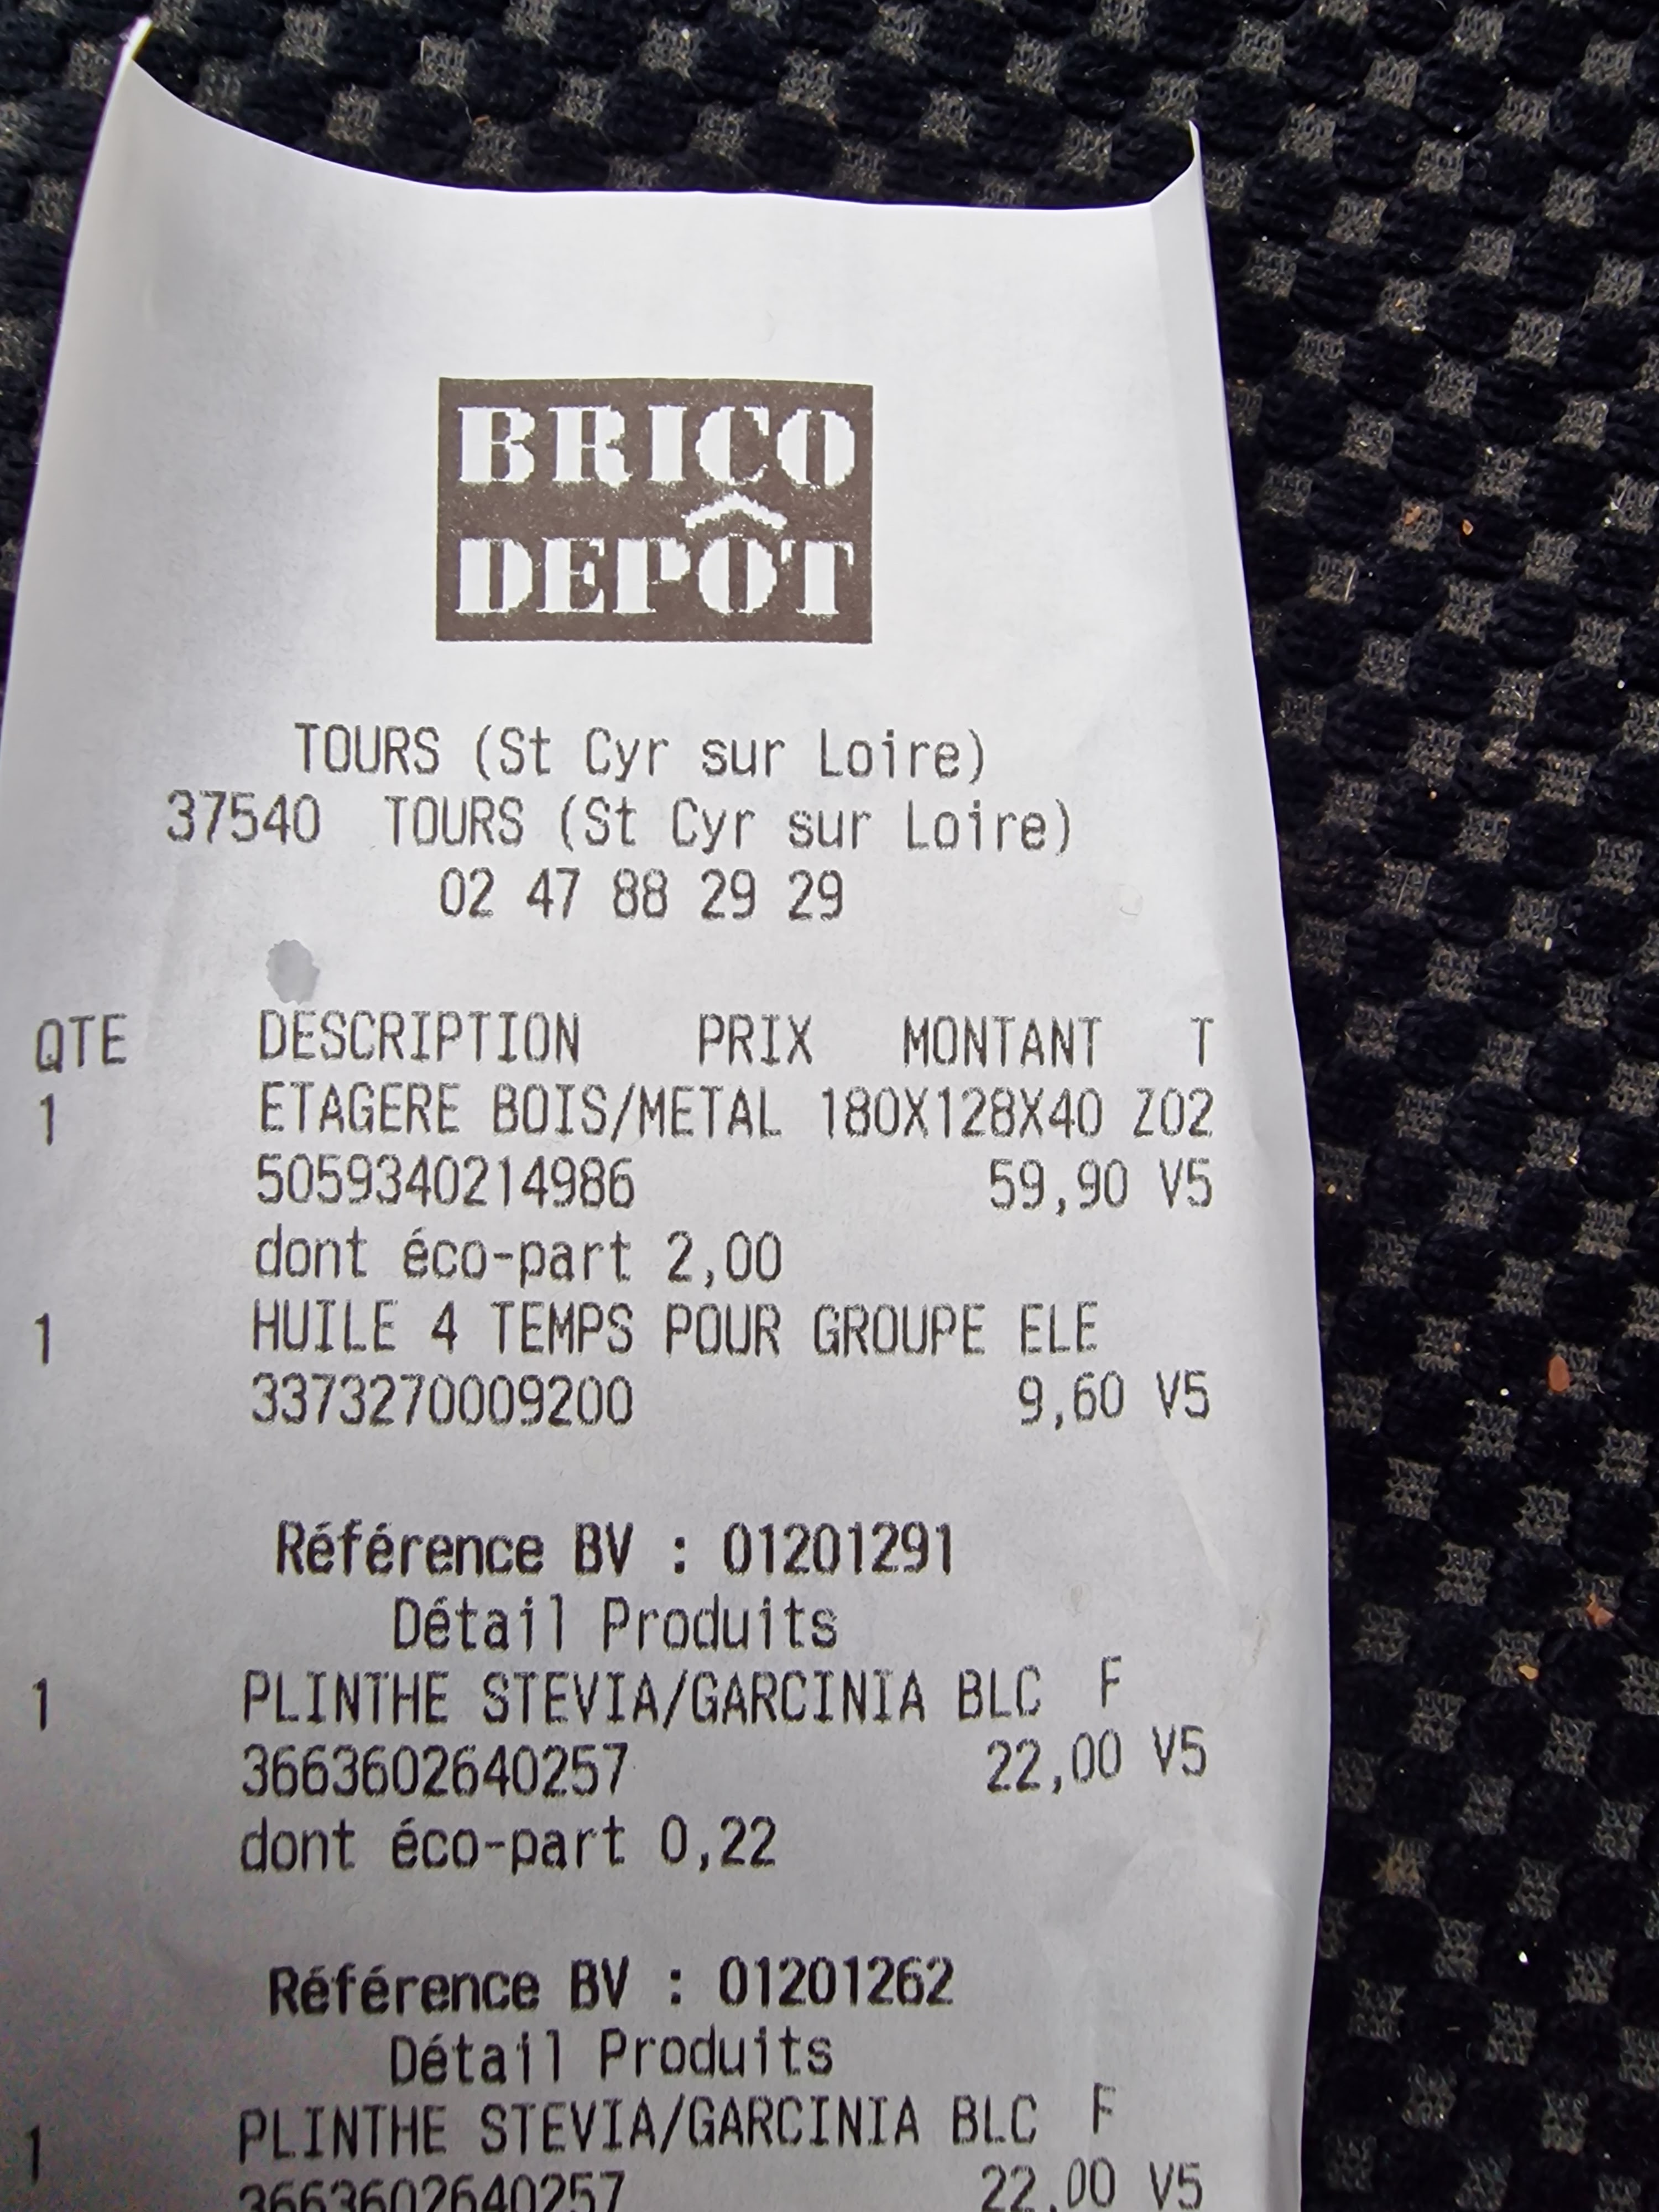 BRICO
DEPÔT
TOURS (St Cyr sur Loire)
37540 TOURS (St Cyr sur Loire)
02 47 88 29 29
QTE DESCRIPTION PRIX MONTANT T
1 ETAGERE BOIS/METAL 180X128X40 Z02
5059340214986 59,90 V5
dont éco-part 2,00
1 HUILE 4 TEMPS POUR GROUPE ELE
3373270009200 9,60 V5
Référence BV : 01201291
Détail Produits
1 PLINTHE STEVIA/GARCINIA BLC F
3663602640257 22,00 V5
dont éco-part 0,22
Référence BV : 01201262
Détail Produits
1 PLINTHE STEVIA/GARCINIA BLC F
3663602640257 22,00 V5